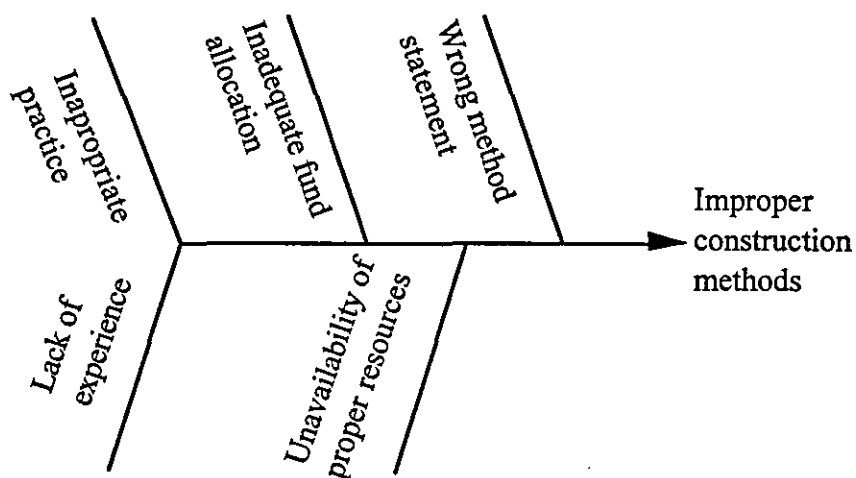 Inapropriate
practice
Inadequate fund
allocation
Wrong method
statement
Improper
construction
methods
Lack of
experience
Unavailability of
proper resources